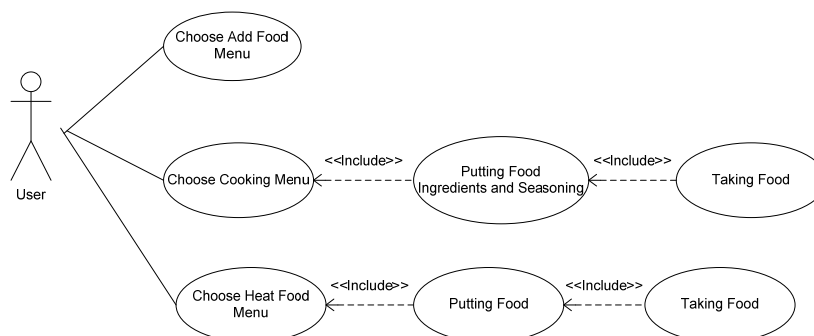 Choose Add Food
Menu
User
<<Include>>
<<Include>>
Choose Cooking Menu
Putting Food
Ingredients and Seasoning
Taking Food
<<Include>>
<<Include>>
Choose Heat Food
Menu
Putting Food
Taking Food